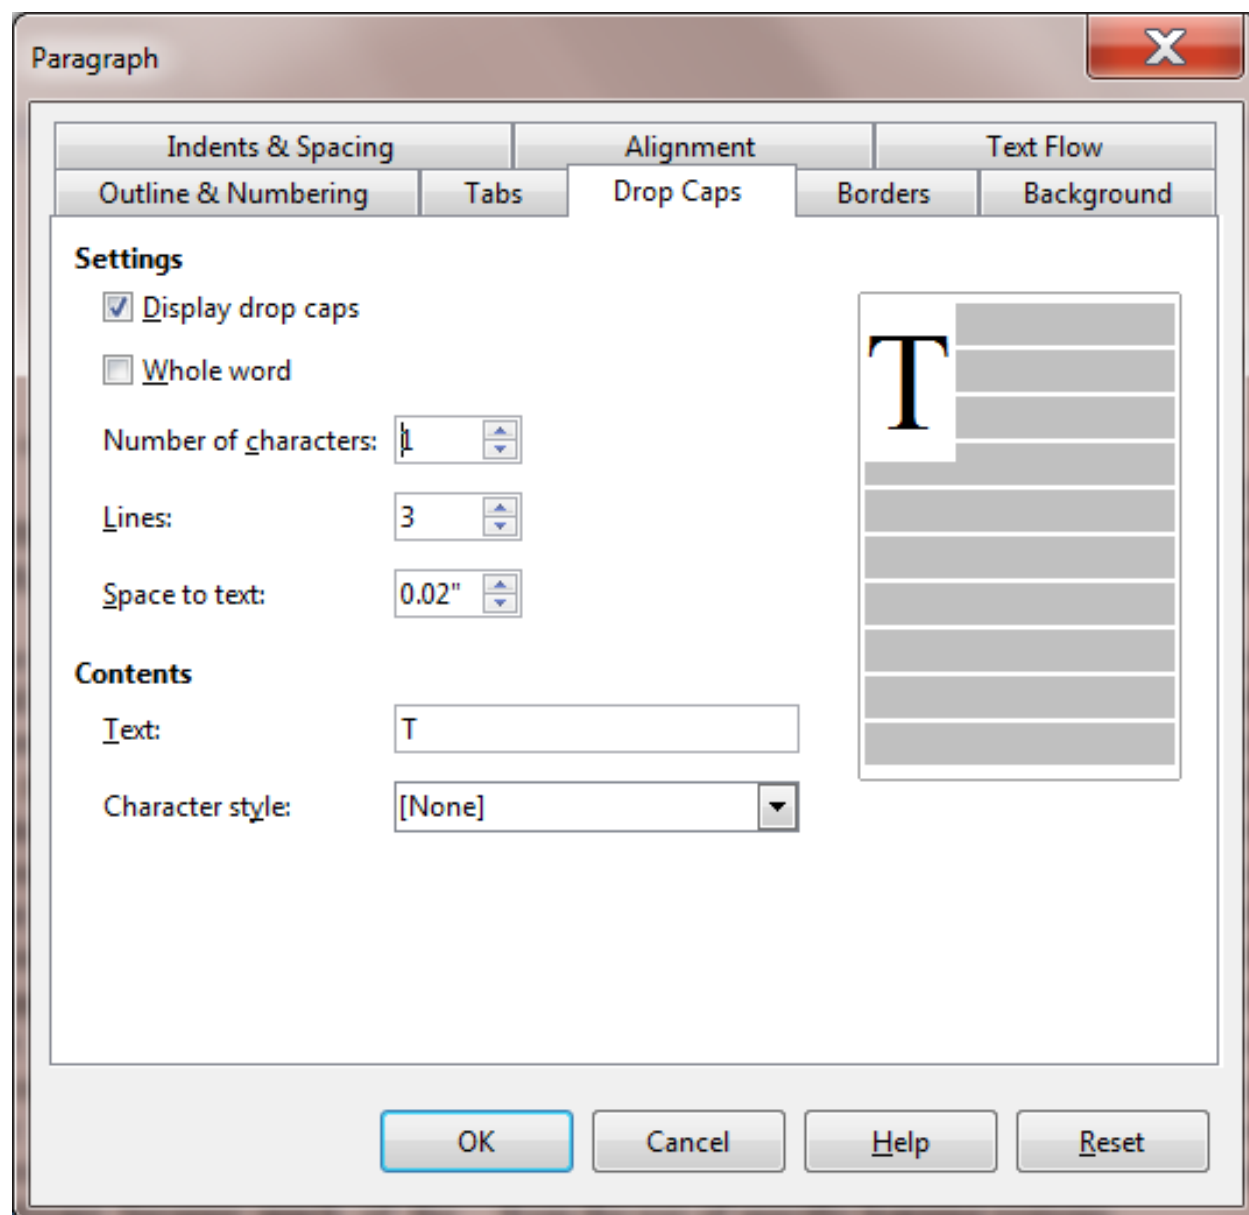 Paragraph
Indents & Spacing Alignment Text Flow
Outline & Numbering Tabs Drop Caps Borders Background
Settings
Display drop caps
Whole word
Number of characters: 1
Lines: 3
Space to text: 0.02"
Contents
Text: T
Character style: [None]
T
OK Cancel Help Reset